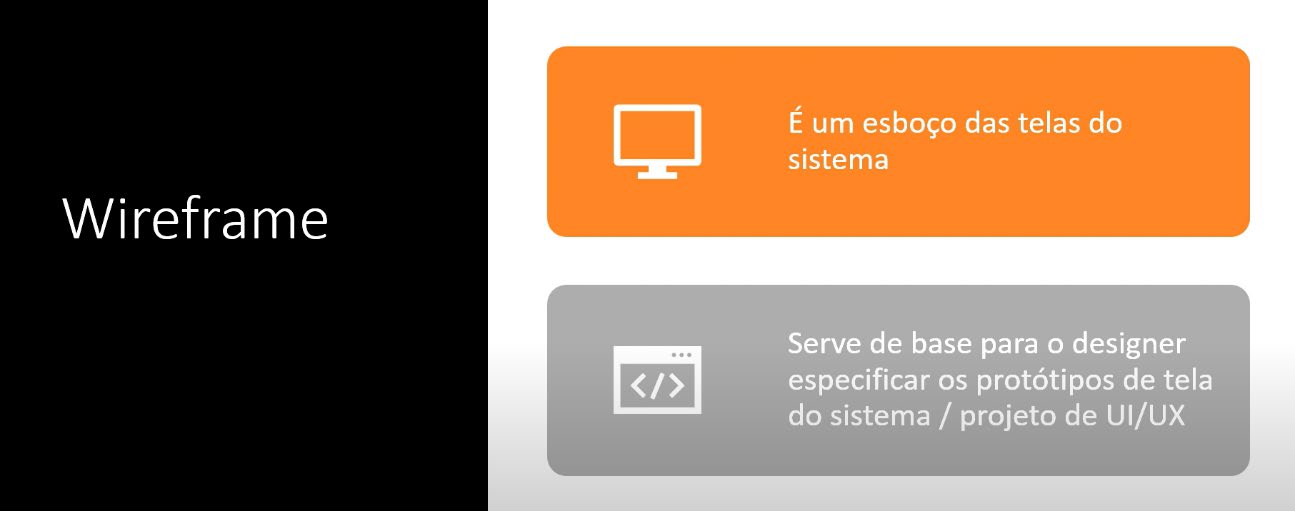 Wireframe
É um esboço das telas do
sistema
Serve de base para o designer
especificar os protótipos de tela
do sistema / projeto de UI/UX